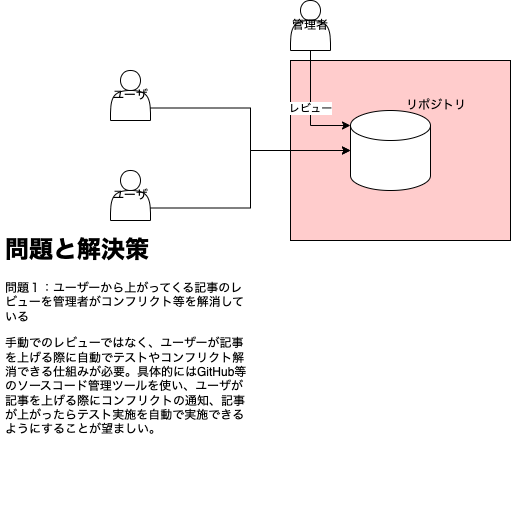 管理者
ユーザ
リポジトリ
レビュー
ユーザ
問題と解決策
問題１：ユーザーから上がってくる記事のレ
ビューを管理者がコンフリクト等を解消して
いる
手動でのレビューではなく、ユーザーが記事
を上げる際に自動でテストやコンフリクト解
消できる仕組みが必要。具体的にはGitHub等
のソースコード管理ツールを使い、ユーザが
記事を上げる際にコンフリクトの通知、記事
が上がったらテスト実施を自動で実施できる
ようにすることが望ましい。